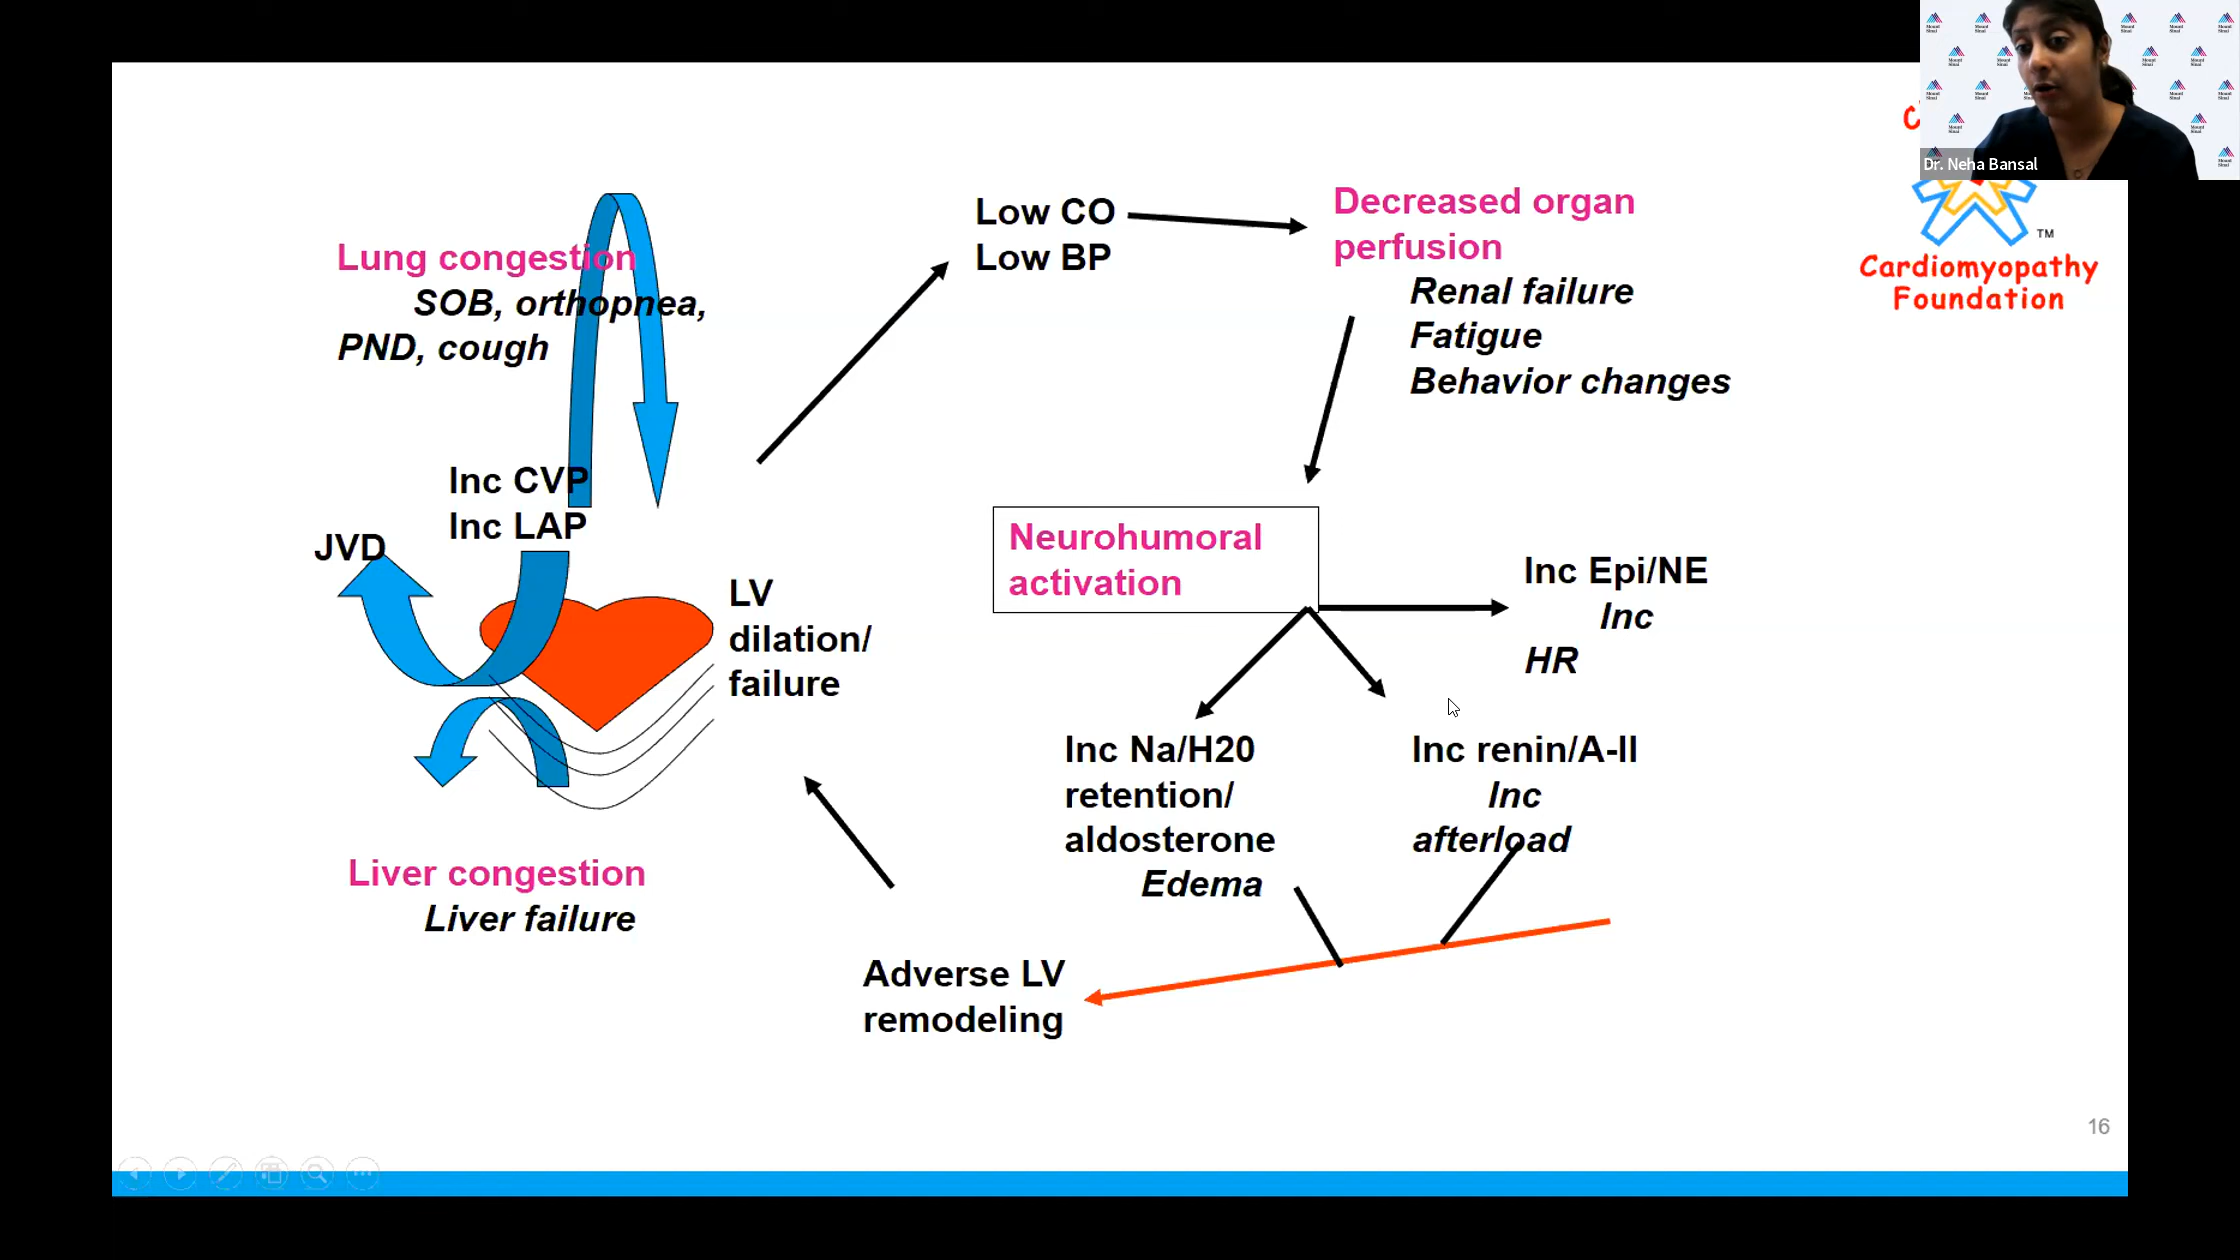 Dr. Neha Bansal
C
TM
Cardiomyopathy
Foundation
Lung congestion
SOB, orthopnea,
PND, cough
Inc CVP
Inc LAP
JVD
LV
dilation/
failure
Liver congestion
Liver failure
Low CO
Low BP
Decreased organ
perfusion
Renal failure
Fatigue
Behavior changes
Neurohumoral
activation
Inc Epi/NE
Inc
HR
Inc Na/H20
retention/
aldosterone
Edema
Inc renin/A-II
Inc
afterload
Adverse LV
remodeling
16